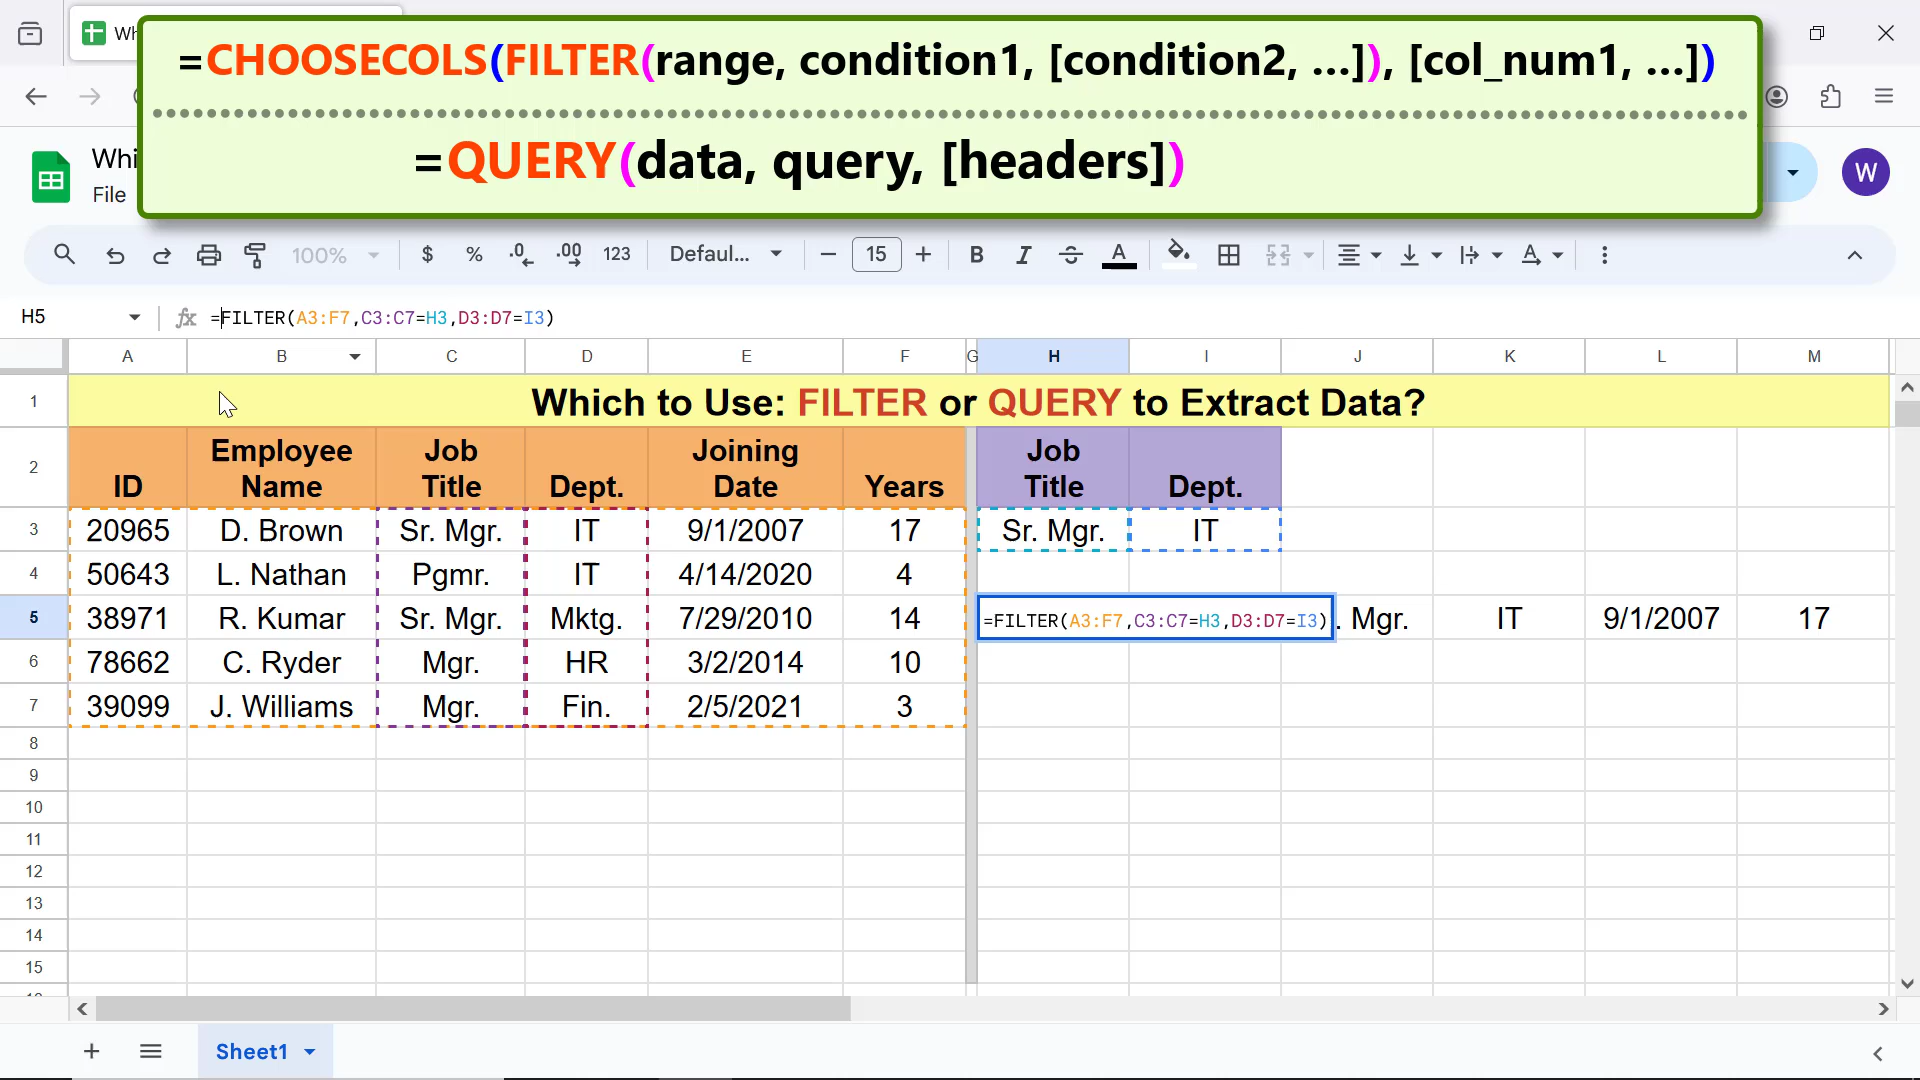 Wh
=CHOOSECOLS(FILTER(range, condition1, [condition2, ...]), [col_num1, ...])
=QUERY(data, query, [headers])
Whi
File
W
100%
$ % .0 .00 123 Defaul... 15 B I A
H5
fx =FILTER(A3:F7,C3:C7=H3,D3:D7=I3)
A B C D E F G H I J K L M
1 Which to Use: FILTER or QUERY to Extract Data?
2 ID Employee Name Job Title Dept. Joining Date Years Job Title Dept.
3 20965 D. Brown Sr. Mgr. IT 9/1/2007 17 Sr. Mgr. IT
4 50643 L. Nathan Pgmr. IT 4/14/2020 4
5 38971 R. Kumar Sr. Mgr. Mktg. 7/29/2010 14 =FILTER(A3:F7,C3:C7=H3,D3:D7=I3) . Mgr. IT 9/1/2007 17
6 78662 C. Ryder Mgr. HR 3/2/2014 10
7 39099 J. Williams Mgr. Fin. 2/5/2021 3
8
9
10
11
12
13
14
15
Sheet1